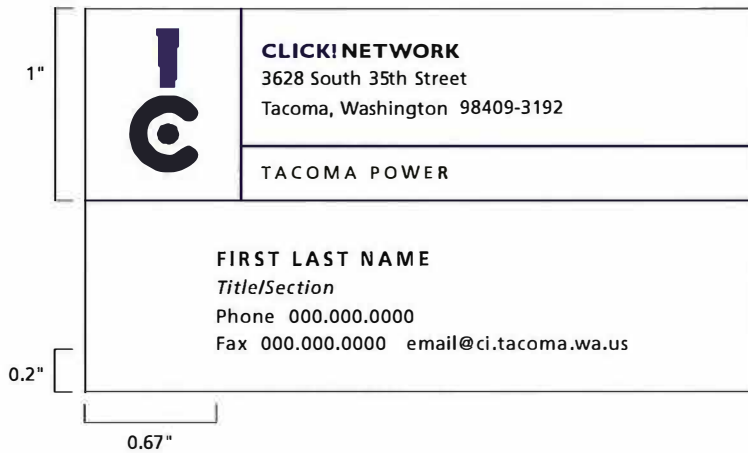 1"
CLICK! NETWORK
3628 South 35th Street
Tacoma, Washington 98409-3192
TACOMA POWER
FIRST LAST NAME
Title/Section
Phone 000.000.0000
Fax 000.000.0000 email@ci.tacoma.wa.us
0.2"
0.67"